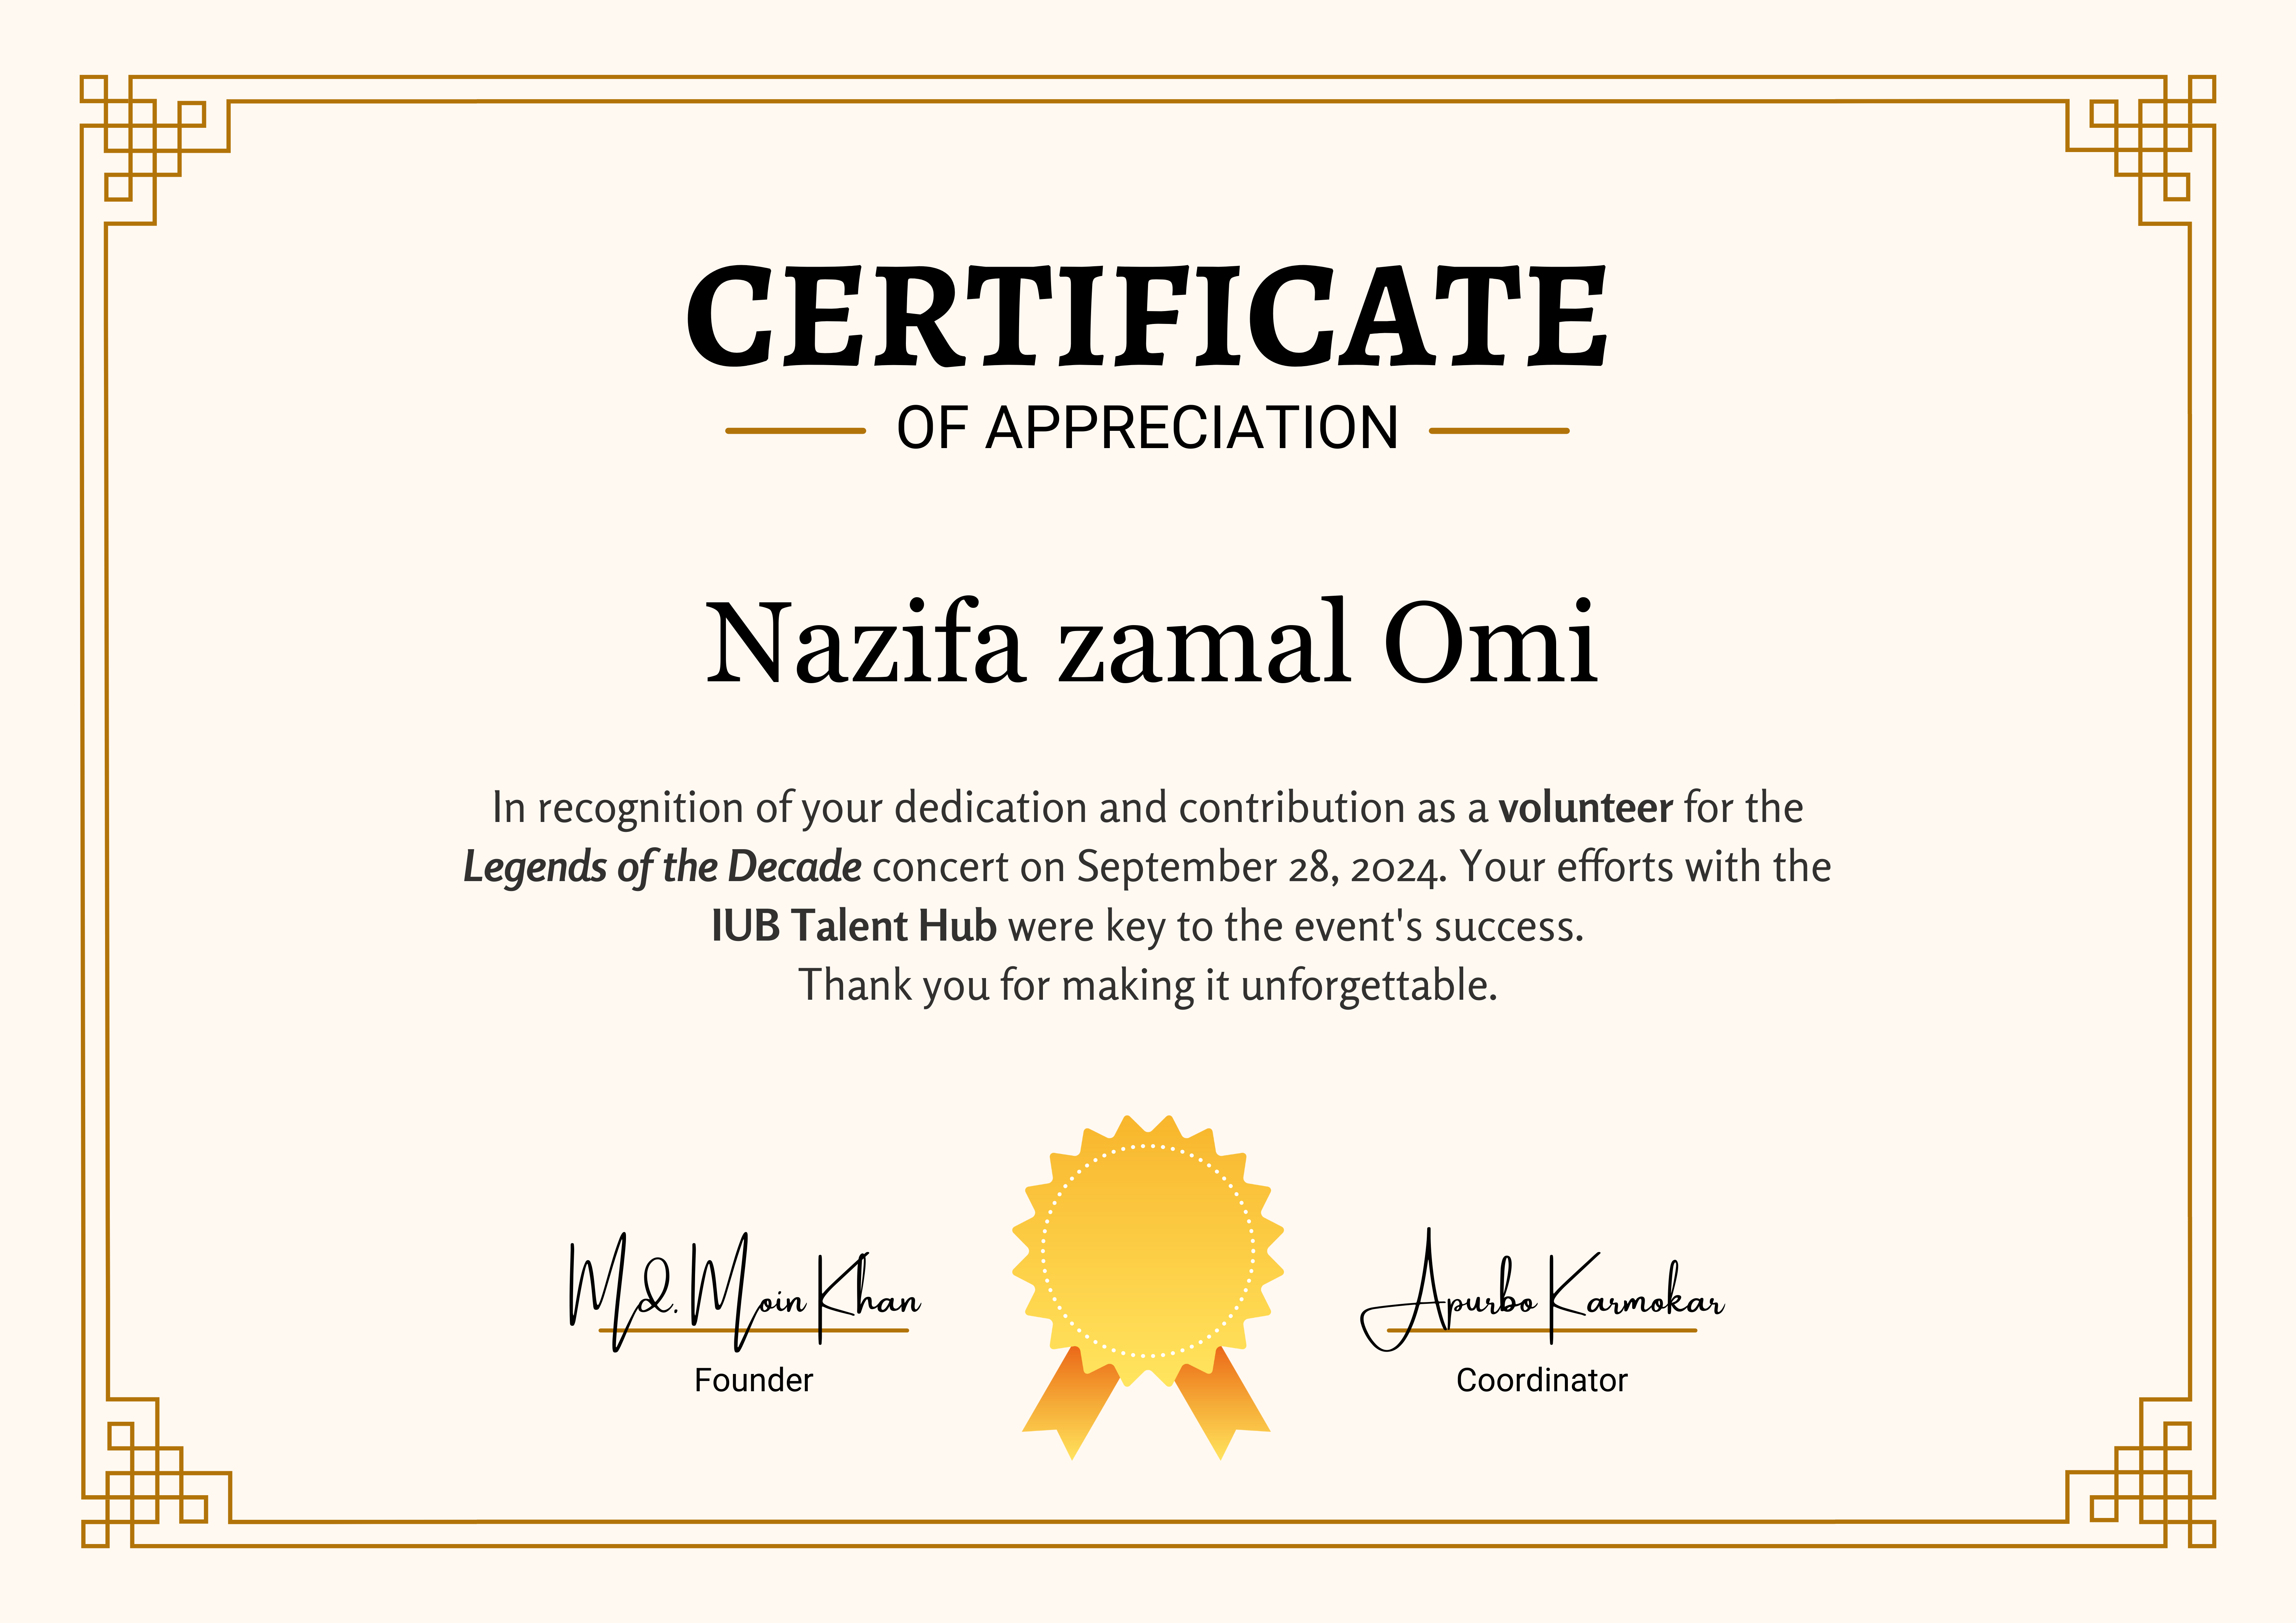 CERTIFICATE
OF APPRECIATION
Nazifa zamal Omi
In recognition of your dedication and contribution as a volunteer for the
Legends of the Decade concert on September 28, 2024. Your efforts with the
IUB Talent Hub were key to the event's success.
Thank you for making it unforgettable.
Md. Moin Khan
Founder
Apurbo Karmokar
Coordinator